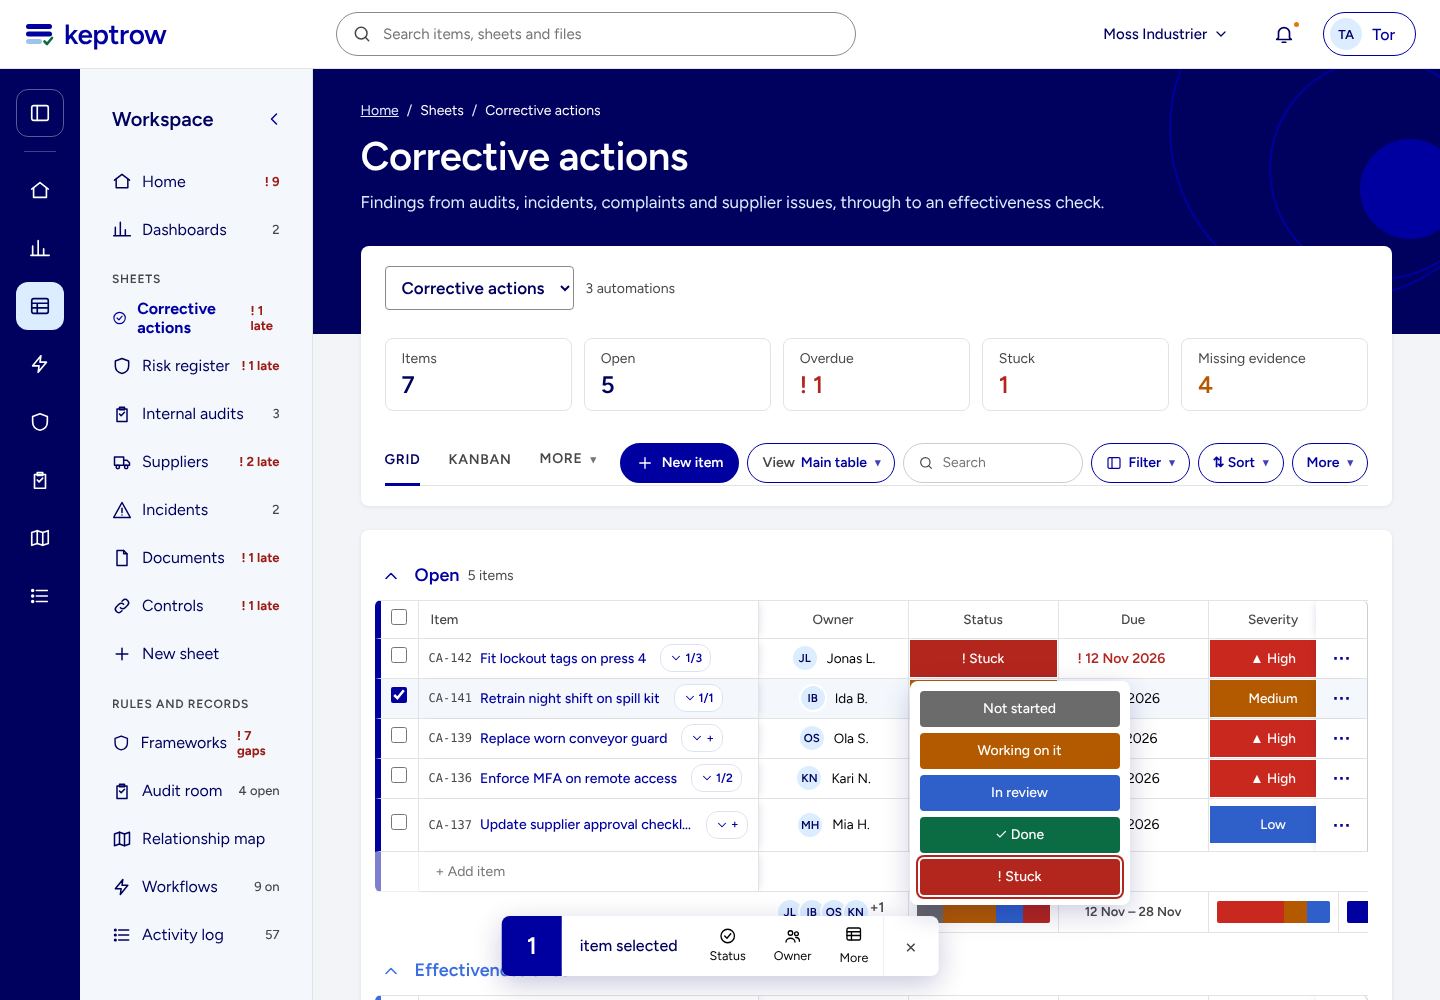 keptrow
Search items, sheets and files
Moss Industrier
TA Tor
Workspace
Home ! 9
Dashboards 2
SHEETS
Corrective actions ! 1 late
Risk register ! 1 late
Internal audits 3
Suppliers ! 2 late
Incidents 2
Documents ! 1 late
Controls ! 1 late
New sheet
RULES AND RECORDS
Frameworks ! 7 gaps
Audit room 4 open
Relationship map
Workflows 9 on
Activity log 57
Home / Sheets / Corrective actions
Corrective actions
Findings from audits, incidents, complaints and supplier issues, through to an effectiveness check.
Corrective actions 3 automations
Items Open Overdue Stuck Missing evidence
7 5 ! 1 1 4
GRID KANBAN MORE ▾ + New item View Main table ▾ Search Filter ▾ ⇅ Sort ▾ More ▾
Open 5 items
Item Owner Status Due Severity
CA-142 Fit lockout tags on press 4 1/3 JL Jonas L. ! Stuck ! 12 Nov 2026 ▲ High ···
CA-141 Retrain night shift on spill kit 1/1 IB Ida B. 2026 Medium ···
CA-139 Replace worn conveyor guard + OS Ola S. 2026 ▲ High ···
CA-136 Enforce MFA on remote access 1/2 KN Kari N. 2026 ▲ High ···
CA-137 Update supplier approval checkl... + MH Mia H. 2026 Low ···
Not started
Working on it
In review
✓ Done
! Stuck
+ Add item
JL IB OS KN +1 12 Nov – 28 Nov
1 item selected Status Owner More ×